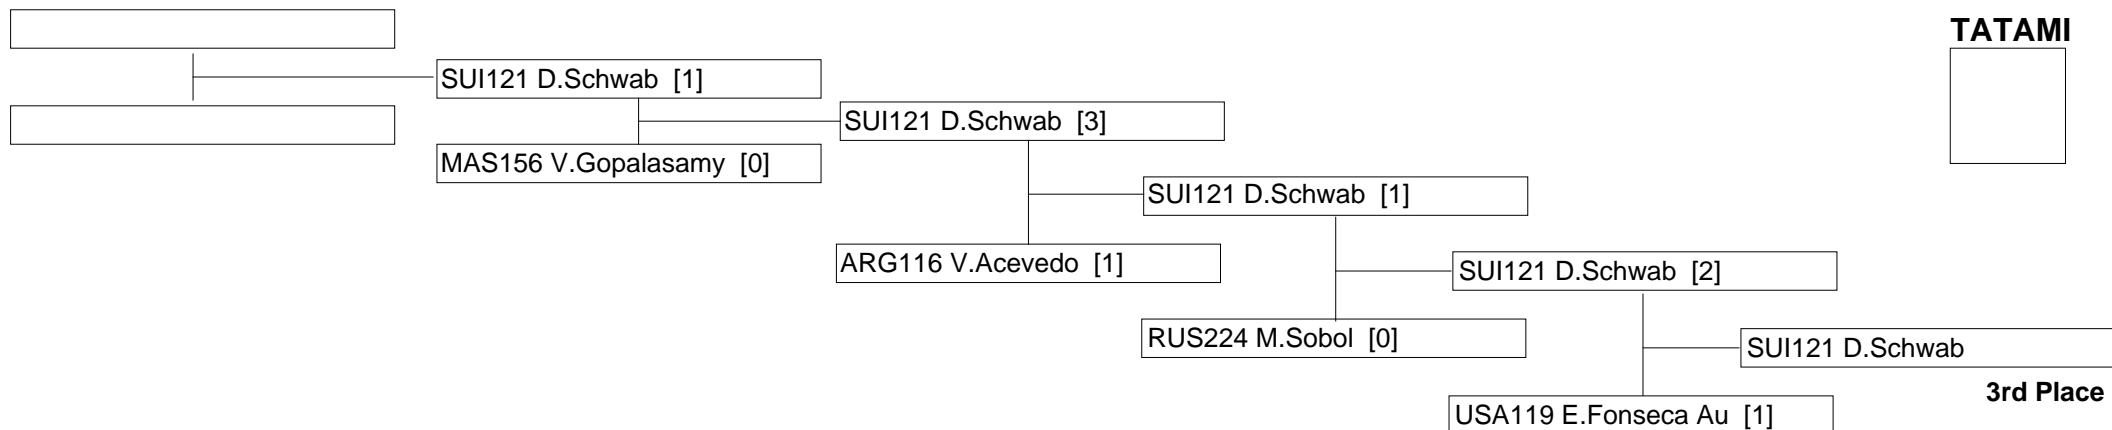 TATAMI
SUI121 D.Schwab [1]
SUI121 D.Schwab [3]
MAS156 V.Gopalasamy [0]
SUI121 D.Schwab [1]
ARG116 V.Acevedo [1]
SUI121 D.Schwab [2]
RUS224 M.Sobol [0]
SUI121 D.Schwab
3rd Place
USA119 E.Fonseca Au [1]